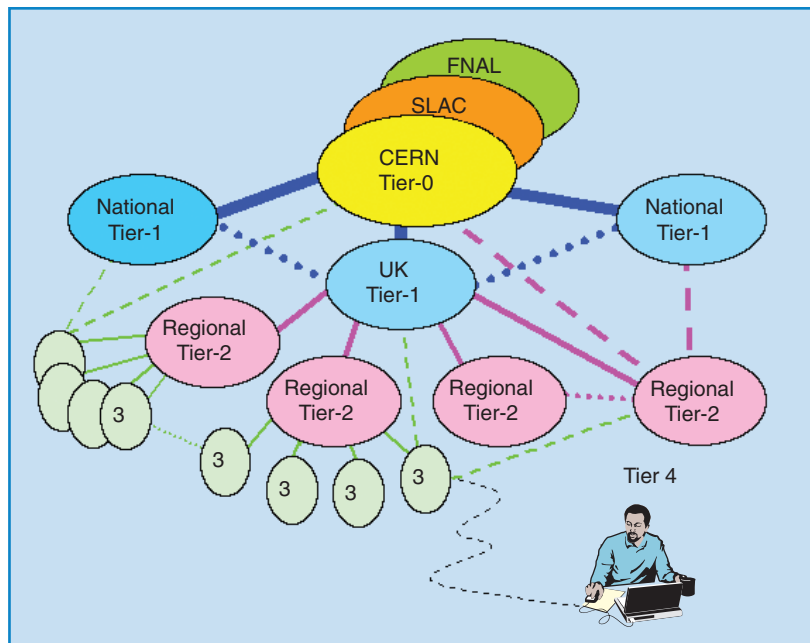 FNAL
SLAC
CERN
Tier-0
National
Tier-1
National
Tier-1
UK
Tier-1
Regional
Tier-2
Regional
Tier-2
Regional
Tier-2
Regional
Tier-2
3
3
3
3
3
Tier 4